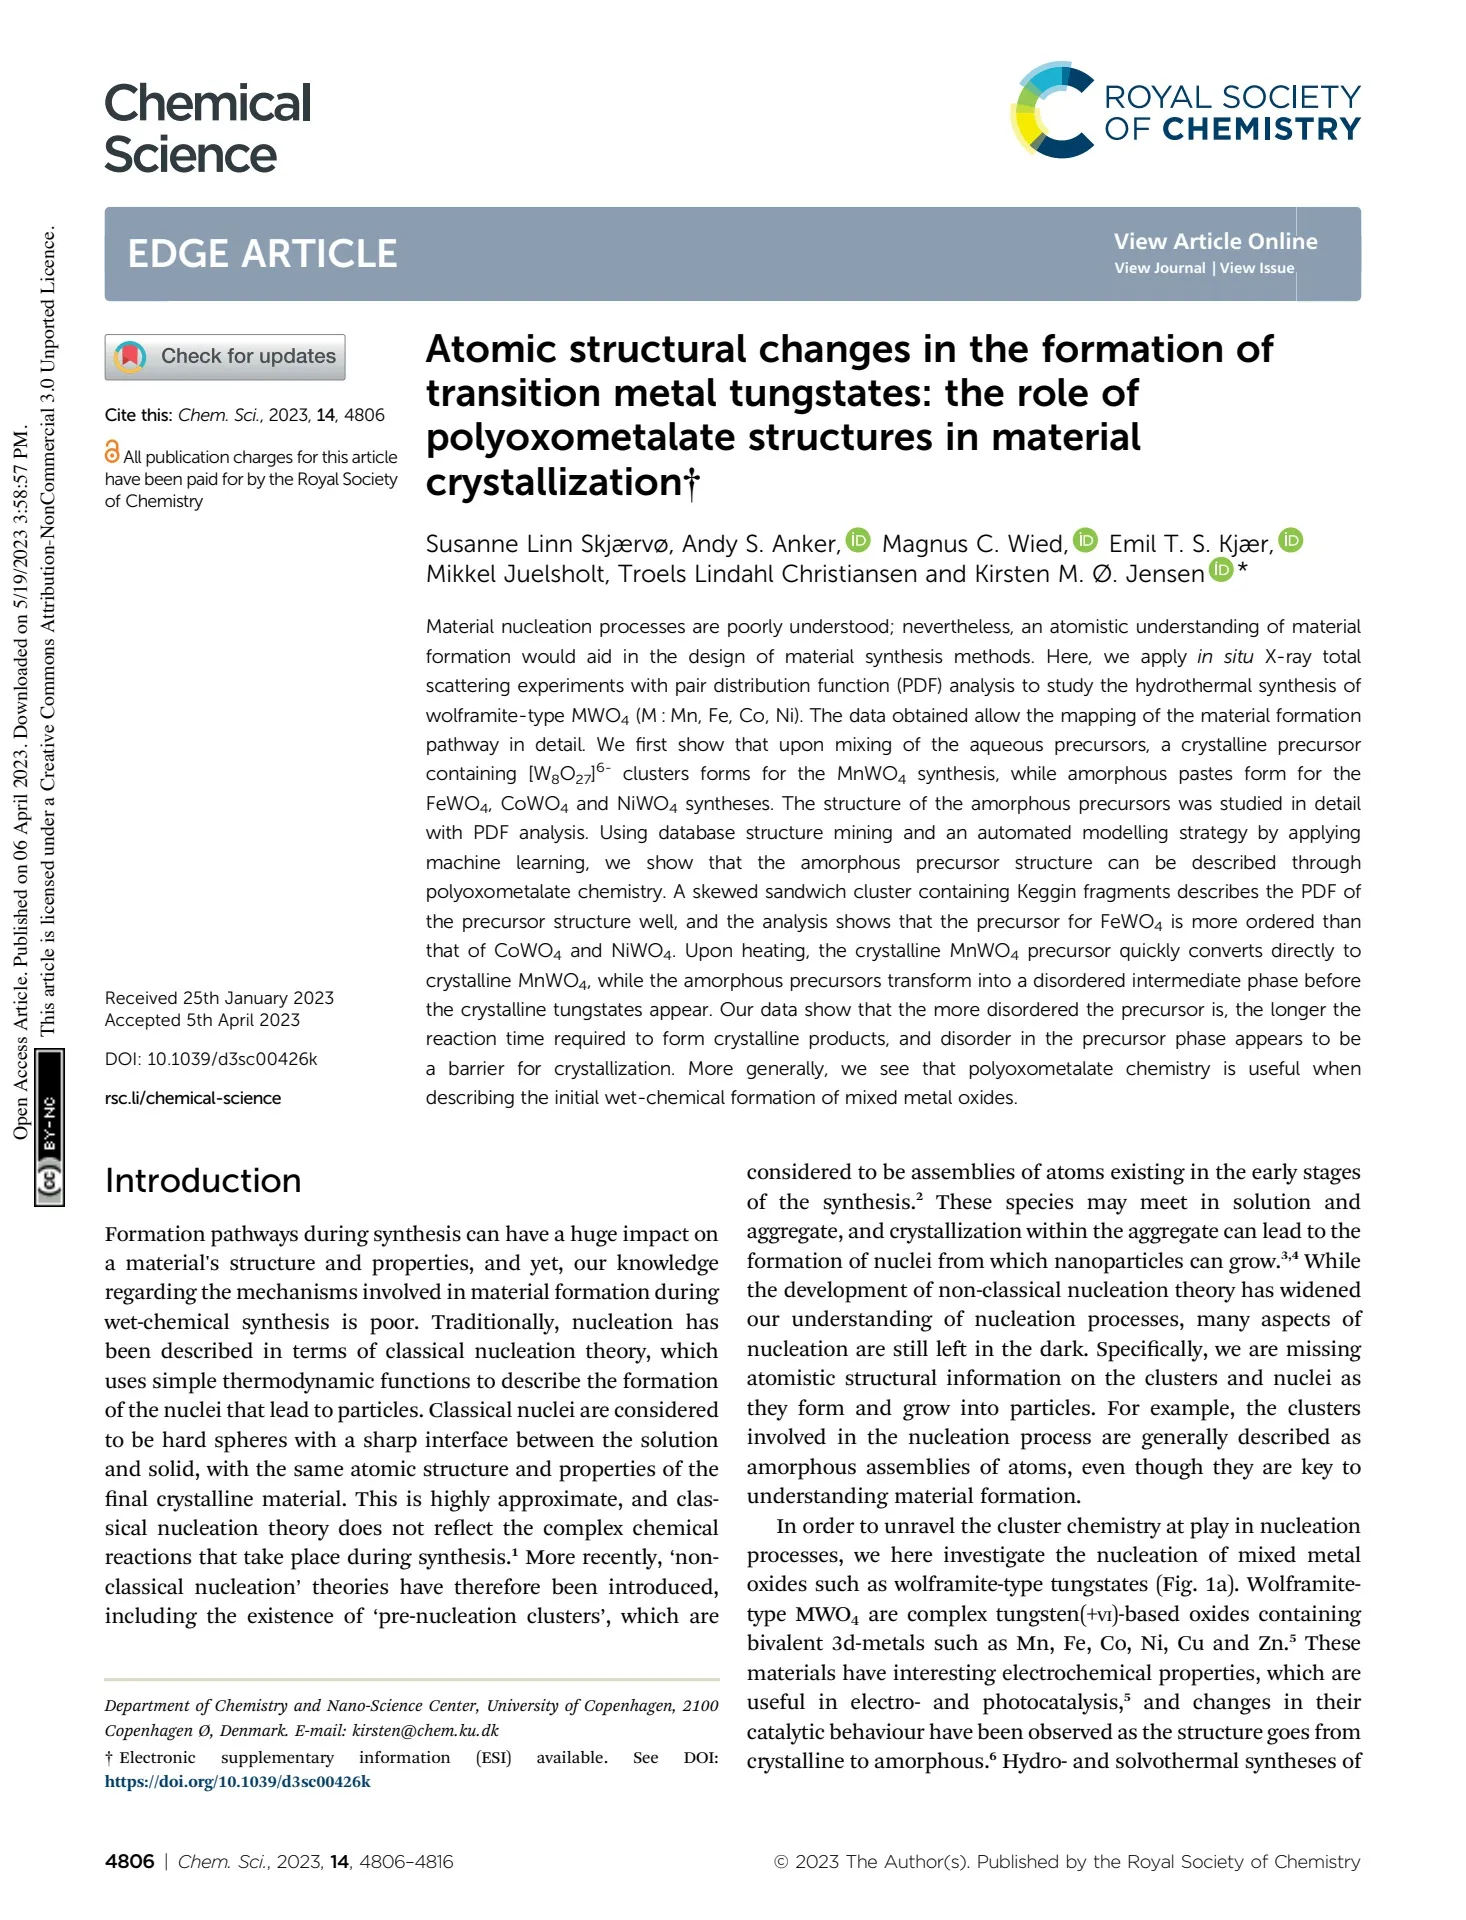 Chemical
Science
ROYAL SOCIETY
OF CHEMISTRY
EDGE ARTICLE
View Article Online
View Journal | View Issue
Check for updates
Cite this: Chem. Sci., 2023, 14, 4806
All publication charges for this article
have been paid for by the Royal Society
of Chemistry
Received 25th January 2023
Accepted 5th April 2023
DOI: 10.1039/d3sc00426k
rsc.li/chemical-science
Atomic structural changes in the formation of
transition metal tungstates: the role of
polyoxometalate structures in material
crystallization†
Susanne Linn Skjærvø, Andy S. Anker, iD Magnus C. Wied, iD Emil T. S. Kjær, iD
Mikkel Juelsholt, Troels Lindahl Christiansen and Kirsten M. Ø. Jensen iD *
Material nucleation processes are poorly understood; nevertheless, an atomistic understanding of material
formation would aid in the design of material synthesis methods. Here, we apply in situ X-ray total
scattering experiments with pair distribution function (PDF) analysis to study the hydrothermal synthesis of
wolframite-type MWO₄ (M : Mn, Fe, Co, Ni). The data obtained allow the mapping of the material formation
pathway in detail. We first show that upon mixing of the aqueous precursors, a crystalline precursor
containing [W₈O₂₇]⁶⁻ clusters forms for the MnWO₄ synthesis, while amorphous pastes form for the
FeWO₄, CoWO₄ and NiWO₄ syntheses. The structure of the amorphous precursors was studied in detail
with PDF analysis. Using database structure mining and an automated modelling strategy by applying
machine learning, we show that the amorphous precursor structure can be described through
polyoxometalate chemistry. A skewed sandwich cluster containing Keggin fragments describes the PDF of
the precursor structure well, and the analysis shows that the precursor for FeWO₄ is more ordered than
that of CoWO₄ and NiWO₄. Upon heating, the crystalline MnWO₄ precursor quickly converts directly to
crystalline MnWO₄, while the amorphous precursors transform into a disordered intermediate phase before
the crystalline tungstates appear. Our data show that the more disordered the precursor is, the longer the
reaction time required to form crystalline products, and disorder in the precursor phase appears to be
a barrier for crystallization. More generally, we see that polyoxometalate chemistry is useful when
describing the initial wet-chemical formation of mixed metal oxides.
Introduction
Formation pathways during synthesis can have a huge impact on
a material's structure and properties, and yet, our knowledge
regarding the mechanisms involved in material formation during
wet-chemical synthesis is poor. Traditionally, nucleation has
been described in terms of classical nucleation theory, which
uses simple thermodynamic functions to describe the formation
of the nuclei that lead to particles. Classical nuclei are considered
to be hard spheres with a sharp interface between the solution
and solid, with the same atomic structure and properties of the
final crystalline material. This is highly approximate, and clas-
sical nucleation theory does not reflect the complex chemical
reactions that take place during synthesis.¹ More recently, ‘non-
classical nucleation’ theories have therefore been introduced,
including the existence of ‘pre-nucleation clusters’, which are
considered to be assemblies of atoms existing in the early stages
of the synthesis.² These species may meet in solution and
aggregate, and crystallization within the aggregate can lead to the
formation of nuclei from which nanoparticles can grow.³,⁴ While
the development of non-classical nucleation theory has widened
our understanding of nucleation processes, many aspects of
nucleation are still left in the dark. Specifically, we are missing
atomistic structural information on the clusters and nuclei as
they form and grow into particles. For example, the clusters
involved in the nucleation process are generally described as
amorphous assemblies of atoms, even though they are key to
understanding material formation.
In order to unravel the cluster chemistry at play in nucleation
processes, we here investigate the nucleation of mixed metal
oxides such as wolframite-type tungstates (Fig. 1a). Wolframite-
type MWO₄ are complex tungsten(+VI)-based oxides containing
bivalent 3d-metals such as Mn, Fe, Co, Ni, Cu and Zn.⁵ These
materials have interesting electrochemical properties, which are
useful in electro- and photocatalysis,⁵ and changes in their
catalytic behaviour have been observed as the structure goes from
crystalline to amorphous.⁶ Hydro- and solvothermal syntheses of
Department of Chemistry and Nano-Science Center, University of Copenhagen, 2100
Copenhagen Ø, Denmark. E-mail: kirsten@chem.ku.dk
† Electronic supplementary information (ESI) available. See DOI:
https://doi.org/10.1039/d3sc00426k
4806 | Chem. Sci., 2023, 14, 4806–4816
© 2023 The Author(s). Published by the Royal Society of Chemistry
Open Access Article. Published on 06 April 2023. Downloaded on 5/19/2023 3:58:57 PM.
This article is licensed under a Creative Commons Attribution-NonCommercial 3.0 Unported Licence.
(cc) BY-NC